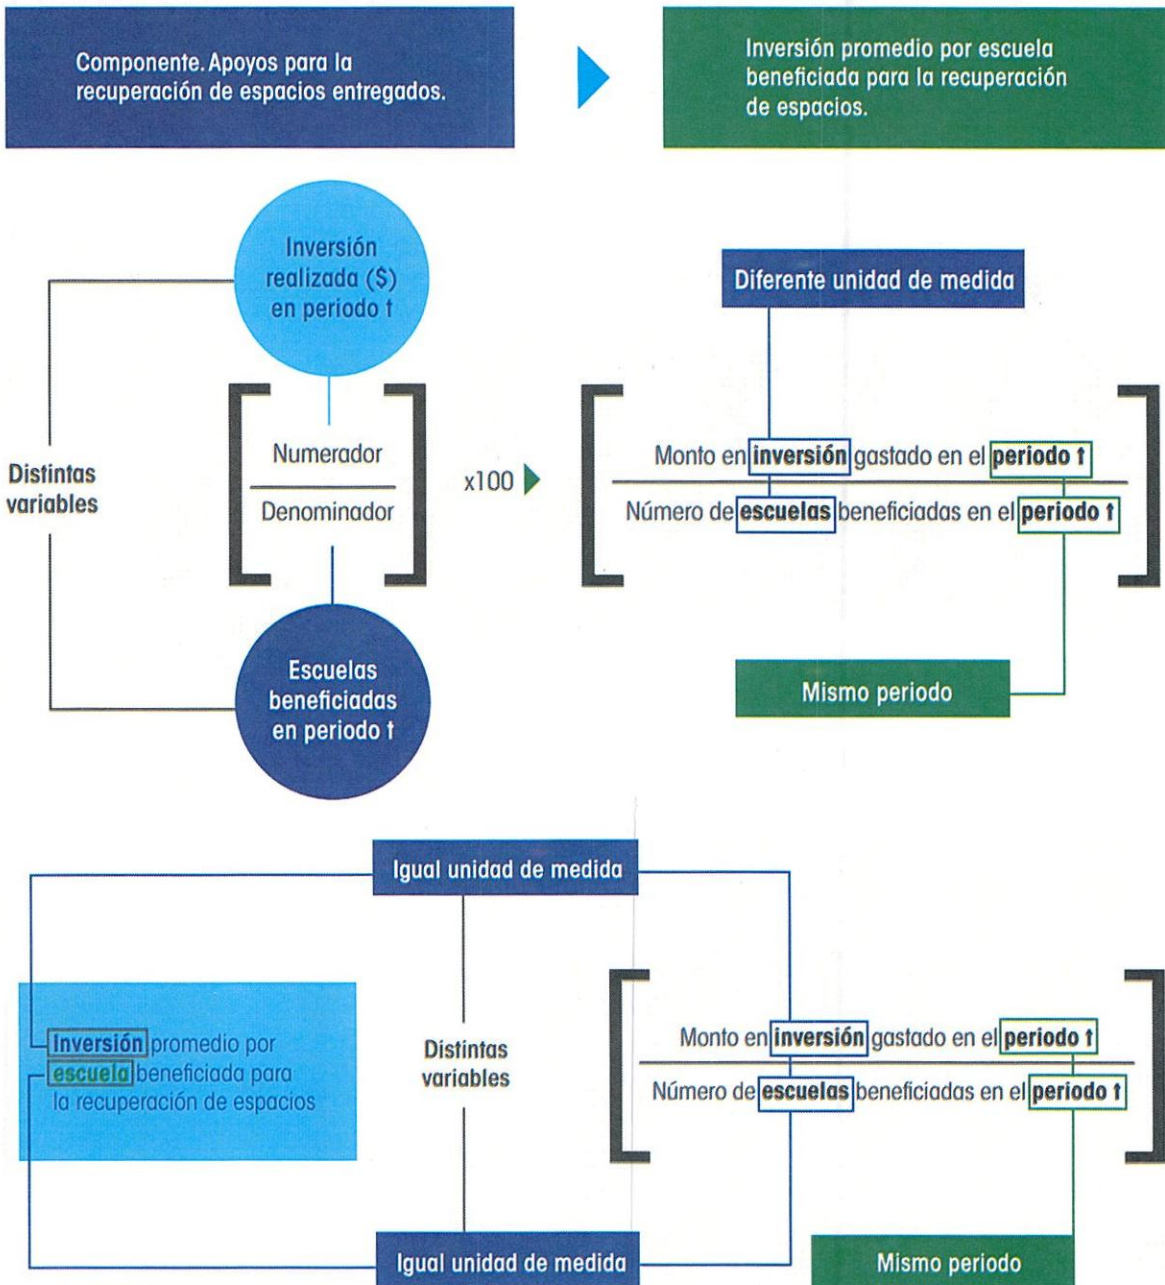 Componente. Apoyos para la
recuperación de espacios entregados.
Inversión promedio por escuela
beneficiada para la recuperación
de espacios.
Inversión
realizada ($)
en periodo t
Diferente unidad de medida
Distintas
variables
Numerador
Denominador
x100
Monto en inversión gastado en el periodo t
Número de escuelas beneficiadas en el periodo t
Escuelas
beneficiadas
en periodo t
Mismo periodo
Igual unidad de medida
Inversión promedio por
escuela beneficiada para
la recuperación de espacios
Distintas
variables
Monto en inversión gastado en el periodo t
Número de escuelas beneficiadas en el periodo t
Igual unidad de medida
Mismo periodo